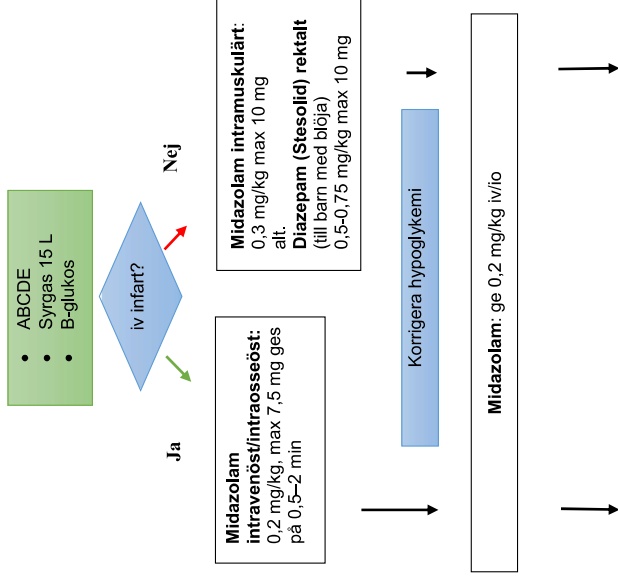 • ABCDE
• Syrgas 15 L
• B-glukos
iv infart?
Ja
Nej
Midazolam
intravenöst/intraosseöst:
0,2 mg/kg, max 7,5 mg ges
på 0,5–2 min
Midazolam intramuskulärt:
0,3 mg/kg max 10 mg
alt.
Diazepam (Stesolid) rektalt
(till barn med blöja)
0,5-0,75 mg/kg max 10 mg
Korrigera hypoglykemi
Midazolam: ge 0,2 mg/kg iv/io